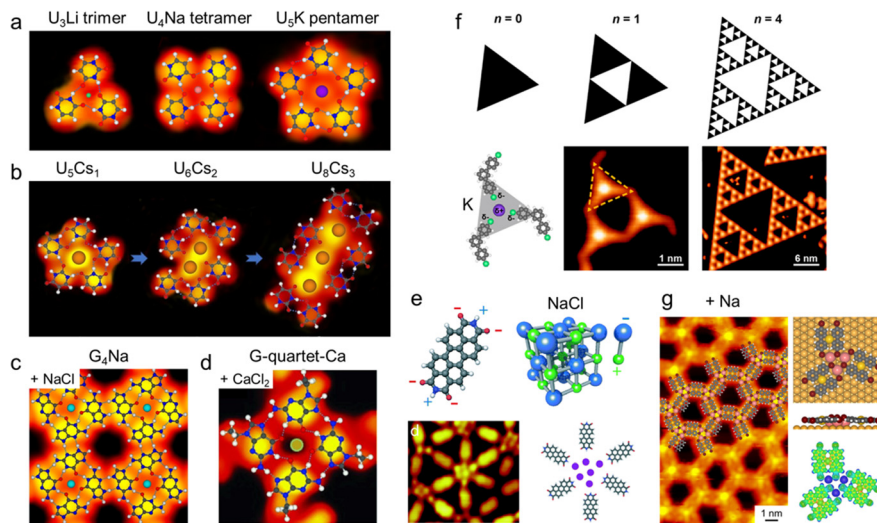 a
U₃Li trimer U₄Na tetramer U₅K pentamer
b
U₅Cs₁ U₆Cs₂ U₈Cs₃
c
G₄Na
+ NaCl
d
G-quartet-Ca
+ CaCl₂
f
n = 0 n = 1 n = 4
K
δ-
δ-
δ+
δ-
1 nm
6 nm
e
NaCl
− +
−
− −
+
+ −
d
g
+ Na
1 nm